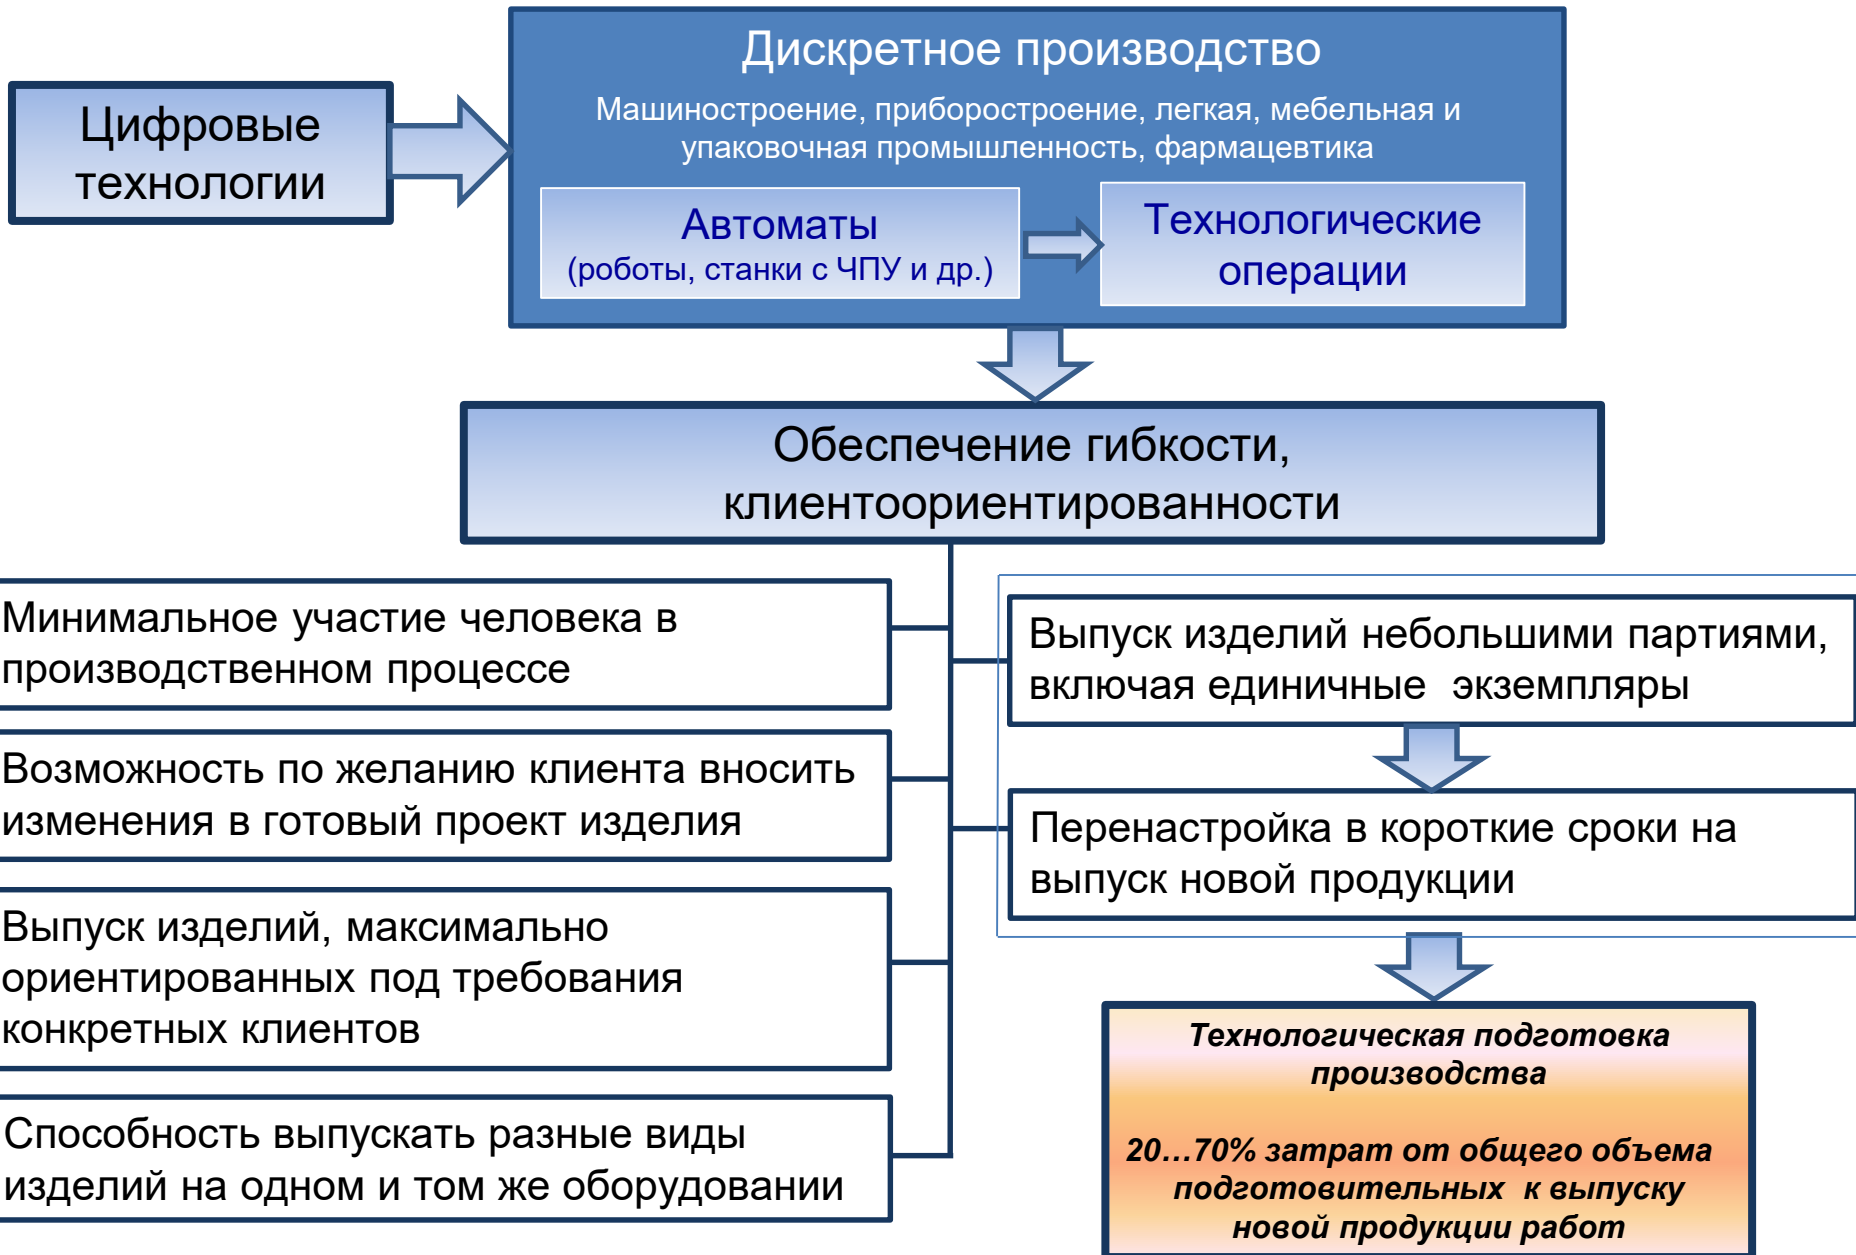 Цифровые
технологии
Дискретное производство
Машиностроение, приборостроение, легкая, мебельная и
упаковочная промышленность, фармацевтика
Автоматы
(роботы, станки с ЧПУ и др.)
Технологические
операции
Обеспечение гибкости,
клиентоориентированности
Минимальное участие человека в
производственном процессе
Возможность по желанию клиента вносить
изменения в готовый проект изделия
Выпуск изделий, максимально
ориентированных под требования
конкретных клиентов
Способность выпускать разные виды
изделий на одном и том же оборудовании
Выпуск изделий небольшими партиями,
включая единичные экземпляры
Перенастройка в короткие сроки на
выпуск новой продукции
Технологическая подготовка
производства
20...70% затрат от общего объема
подготовительных к выпуску
новой продукции работ